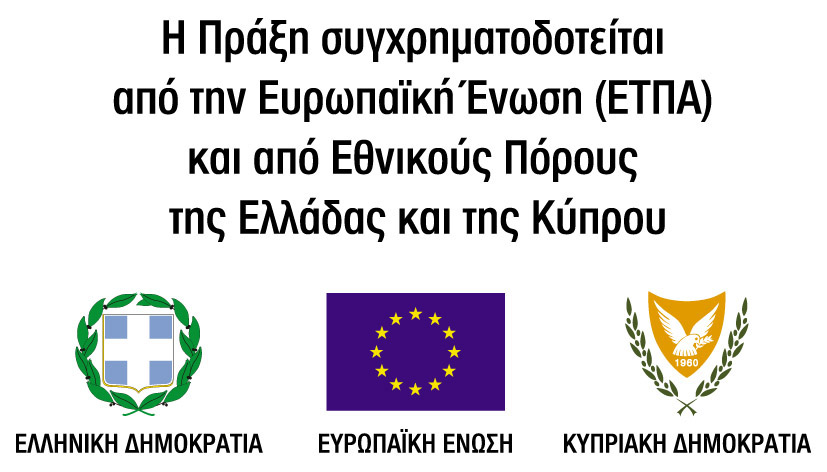 Η Πράξη συγχρηματοδοτείται
από την Ευρωπαϊκή Ένωση (ΕΤΠΑ)
και από Εθνικούς Πόρους
της Ελλάδας και της Κύπρου
1960
ΕΛΛΗΝΙΚΗ ΔΗΜΟΚΡΑΤΙΑ
ΕΥΡΩΠΑΪΚΗ ΕΝΩΣΗ
ΚΥΠΡΙΑΚΗ ΔΗΜΟΚΡΑΤΙΑ